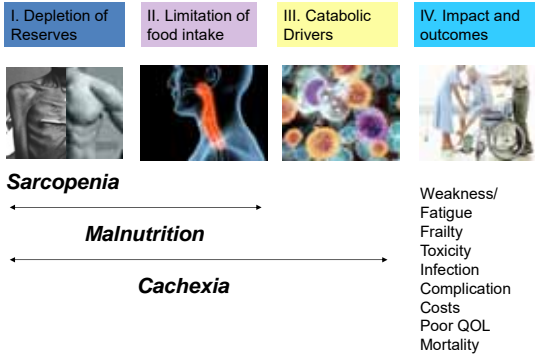 I. Depletion of
Reserves
II. Limitation of
food intake
III. Catabolic
Drivers
IV. Impact and
outcomes
Sarcopenia
Malnutrition
Cachexia
Weakness/
Fatigue
Frailty
Toxicity
Infection
Complication
Costs
Poor QOL
Mortality